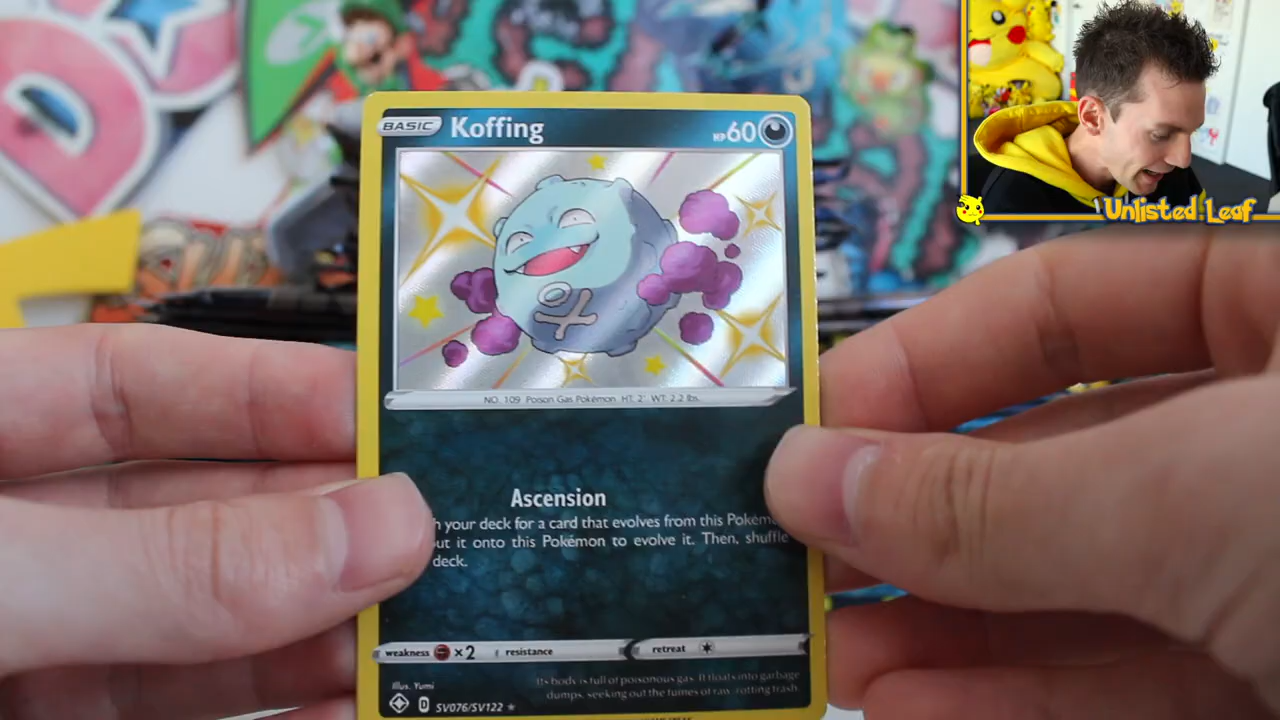 BASIC Koffing HP60
Unlisted Leaf
NO. 109 Poison Gas Pokémon HT: 2' WT: 2.2 lbs.
Ascension
your deck for a card that evolves from this
it onto this Pokémon to evolve it. Then, shuffle
deck.
weakness ×2 resistance retreat
Its body is full of poisonous gas. It floats into garbage
dumps, seeking out the fumes of raw, rotting trash.
Illus. Yumi
D SV076/SV122